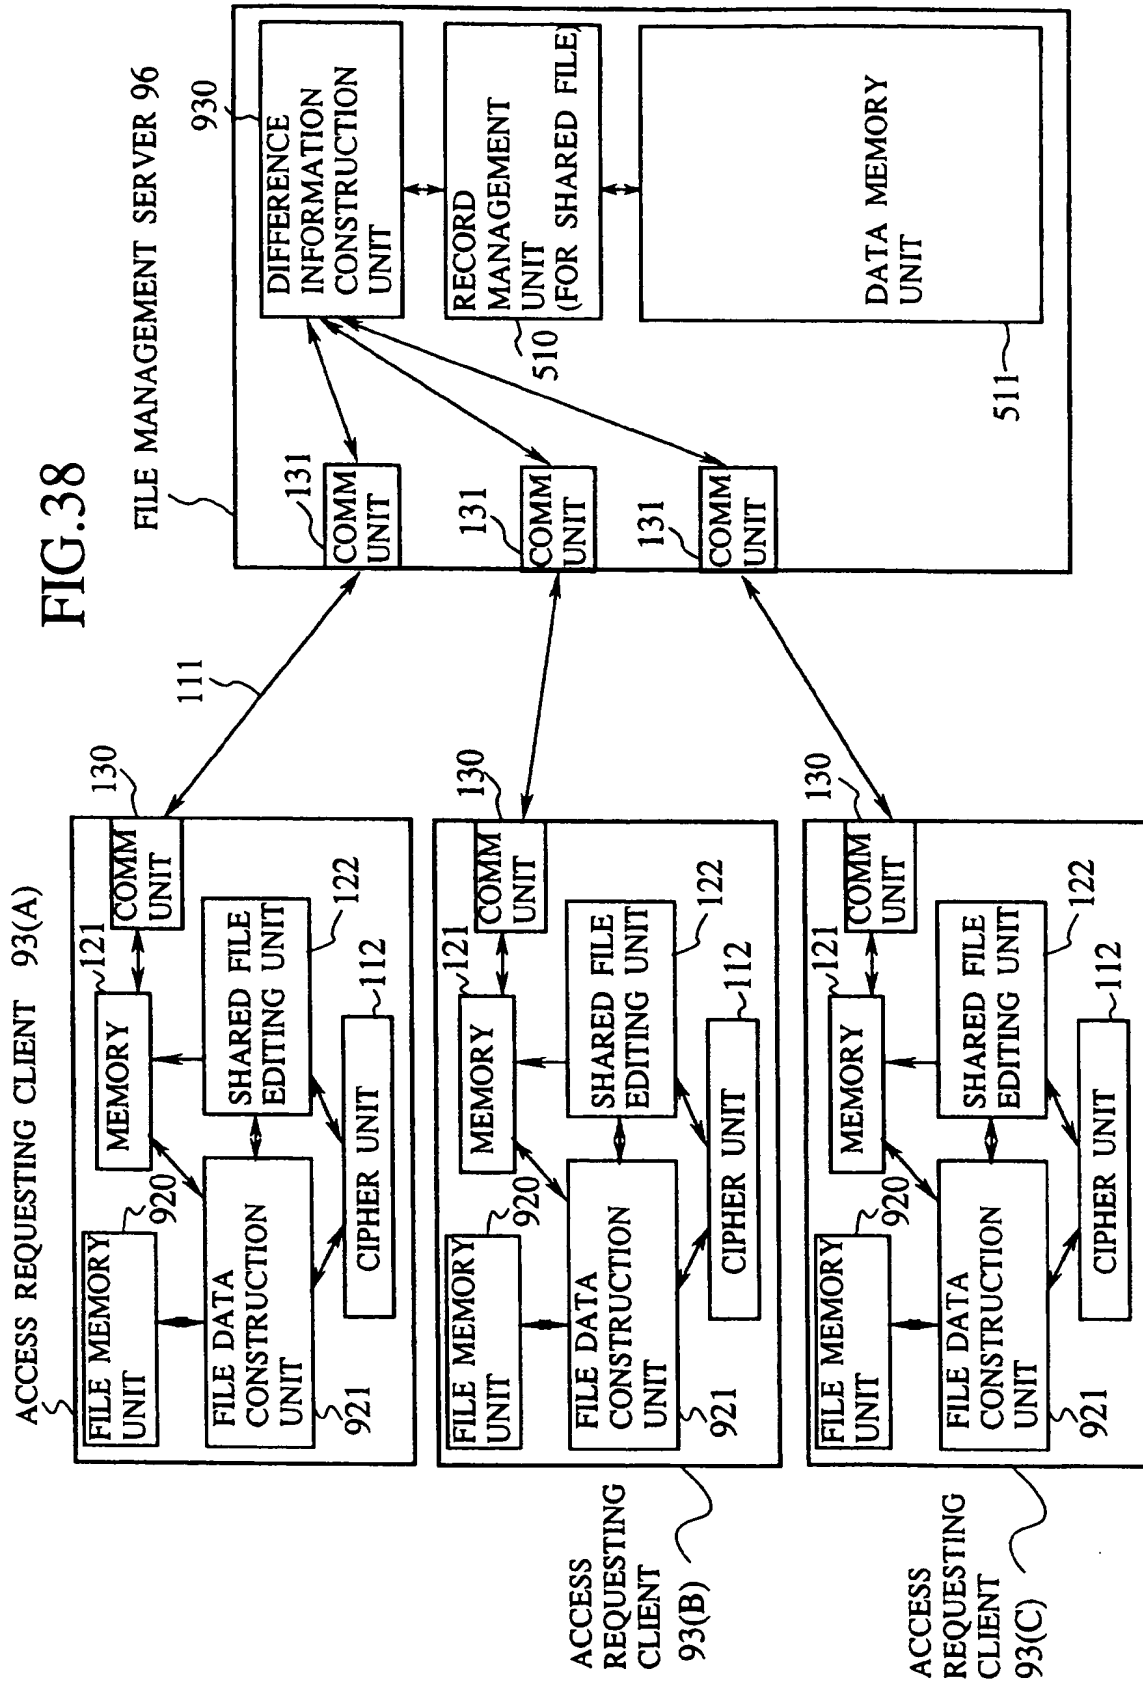 FIG.38
ACCESS REQUESTING CLIENT 93(A)
FILE MEMORY
UNIT
920
MEMORY
121
COMM
UNIT
130
FILE DATA
CONSTRUCTION
UNIT
921
SHARED FILE
EDITING UNIT
122
CIPHER UNIT
112
111
ACCESS
REQUESTING
CLIENT
93(B)
FILE MEMORY
UNIT
920
MEMORY
121
COMM
UNIT
130
FILE DATA
CONSTRUCTION
UNIT
921
SHARED FILE
EDITING UNIT
122
CIPHER UNIT
112
ACCESS
REQUESTING
CLIENT
93(C)
FILE MEMORY
UNIT
920
MEMORY
121
COMM
UNIT
130
FILE DATA
CONSTRUCTION
UNIT
921
SHARED FILE
EDITING UNIT
122
CIPHER UNIT
112
FILE MANAGEMENT SERVER 96
131
COMM
UNIT
131
COMM
UNIT
131
COMM
UNIT
930
DIFFERENCE
INFORMATION
CONSTRUCTION
UNIT
RECORD
MANAGEMENT
UNIT
(FOR SHARED FILE)
510
DATA MEMORY
UNIT
511